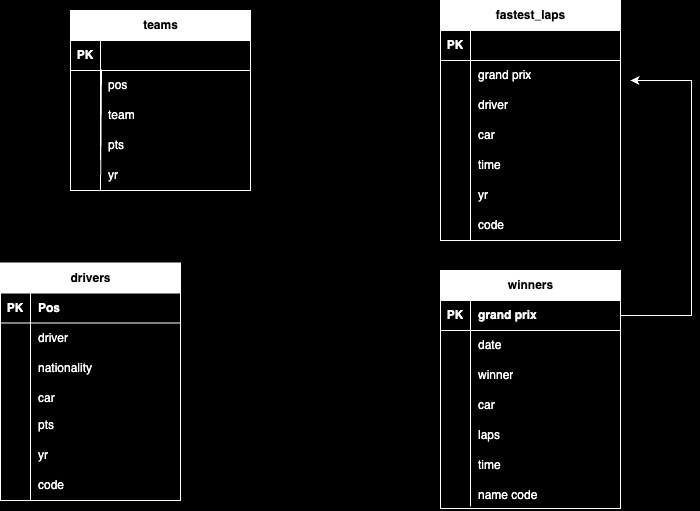 teams
PK
pos
team
pts
yr
fastest_laps
PK
grand prix
driver
car
time
yr
code
drivers
PK Pos
driver
nationality
car
pts
yr
code
winners
PK grand prix
date
winner
car
laps
time
name code